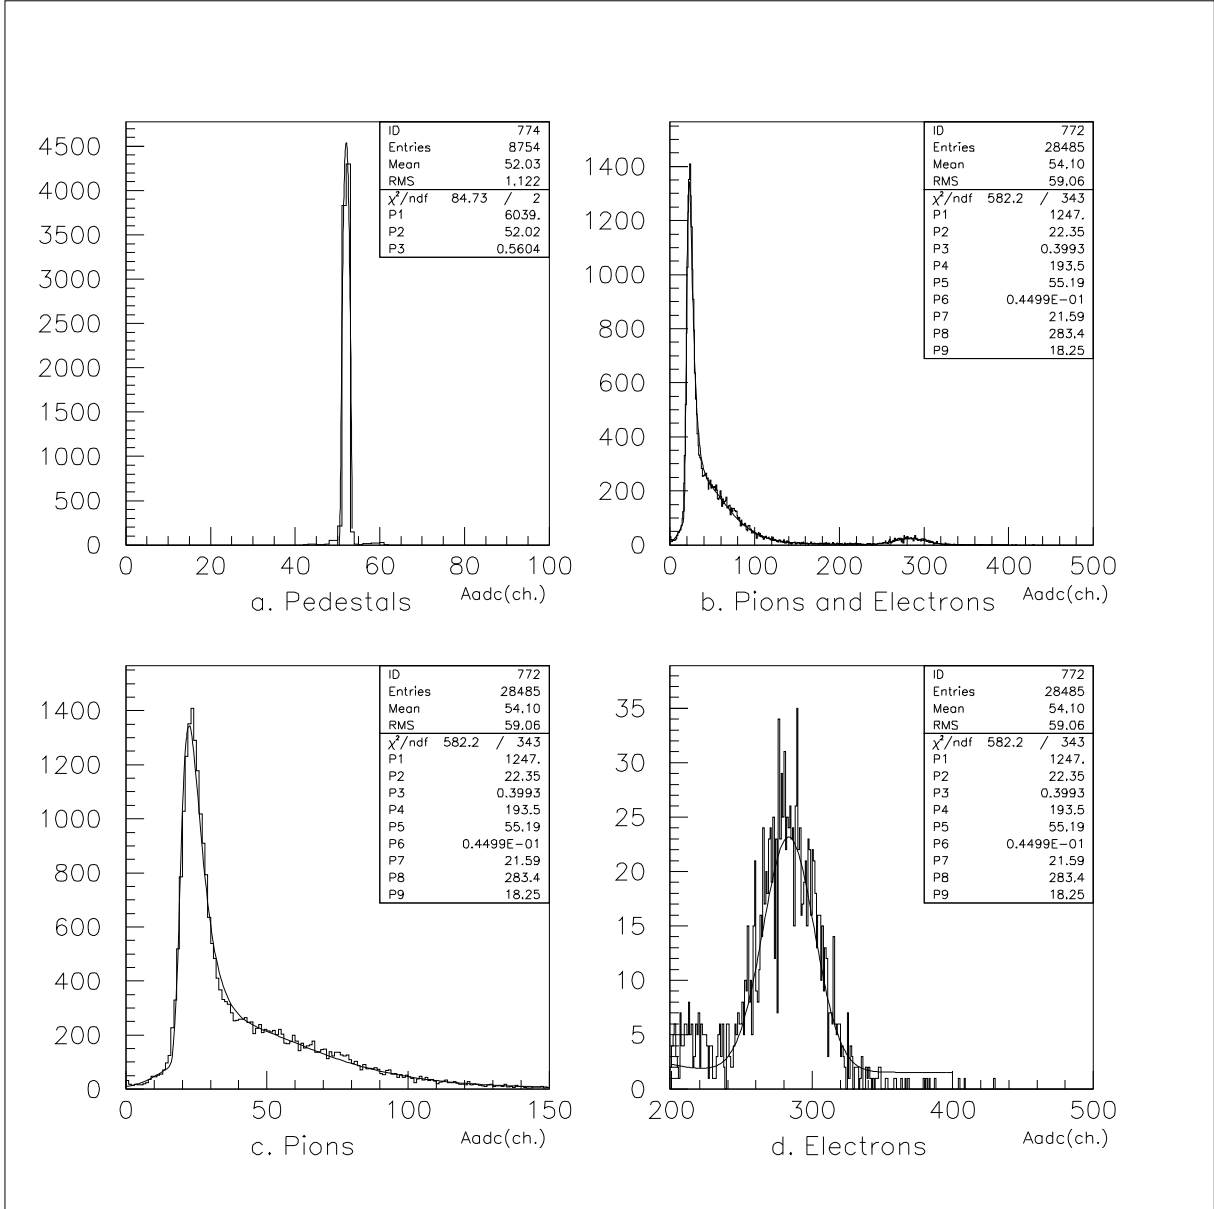 ID 774
Entries 8754
Mean 52.03
RMS 1.122
χ²/ndf 84.73 / 2
P1 6039.
P2 52.02
P3 0.5604
4500
4000
3500
3000
2500
2000
1500
1000
500
0
0 20 40 60 80 100
Aadc(ch.)
a. Pedestals
ID 772
Entries 28485
Mean 54.10
RMS 59.06
χ²/ndf 582.2 / 343
P1 1247.
P2 22.35
P3 0.3993
P4 193.5
P5 55.19
P6 0.4499E-01
P7 21.59
P8 283.4
P9 18.25
1400
1200
1000
800
600
400
200
0
0 100 200 300 400 500
Aadc(ch.)
b. Pions and Electrons
ID 772
Entries 28485
Mean 54.10
RMS 59.06
χ²/ndf 582.2 / 343
P1 1247.
P2 22.35
P3 0.3993
P4 193.5
P5 55.19
P6 0.4499E-01
P7 21.59
P8 283.4
P9 18.25
1400
1200
1000
800
600
400
200
0
0 50 100 150
Aadc(ch.)
c. Pions
ID 772
Entries 28485
Mean 54.10
RMS 59.06
χ²/ndf 582.2 / 343
P1 1247.
P2 22.35
P3 0.3993
P4 193.5
P5 55.19
P6 0.4499E-01
P7 21.59
P8 283.4
P9 18.25
35
30
25
20
15
10
5
0
200 300 400 500
Aadc(ch.)
d. Electrons